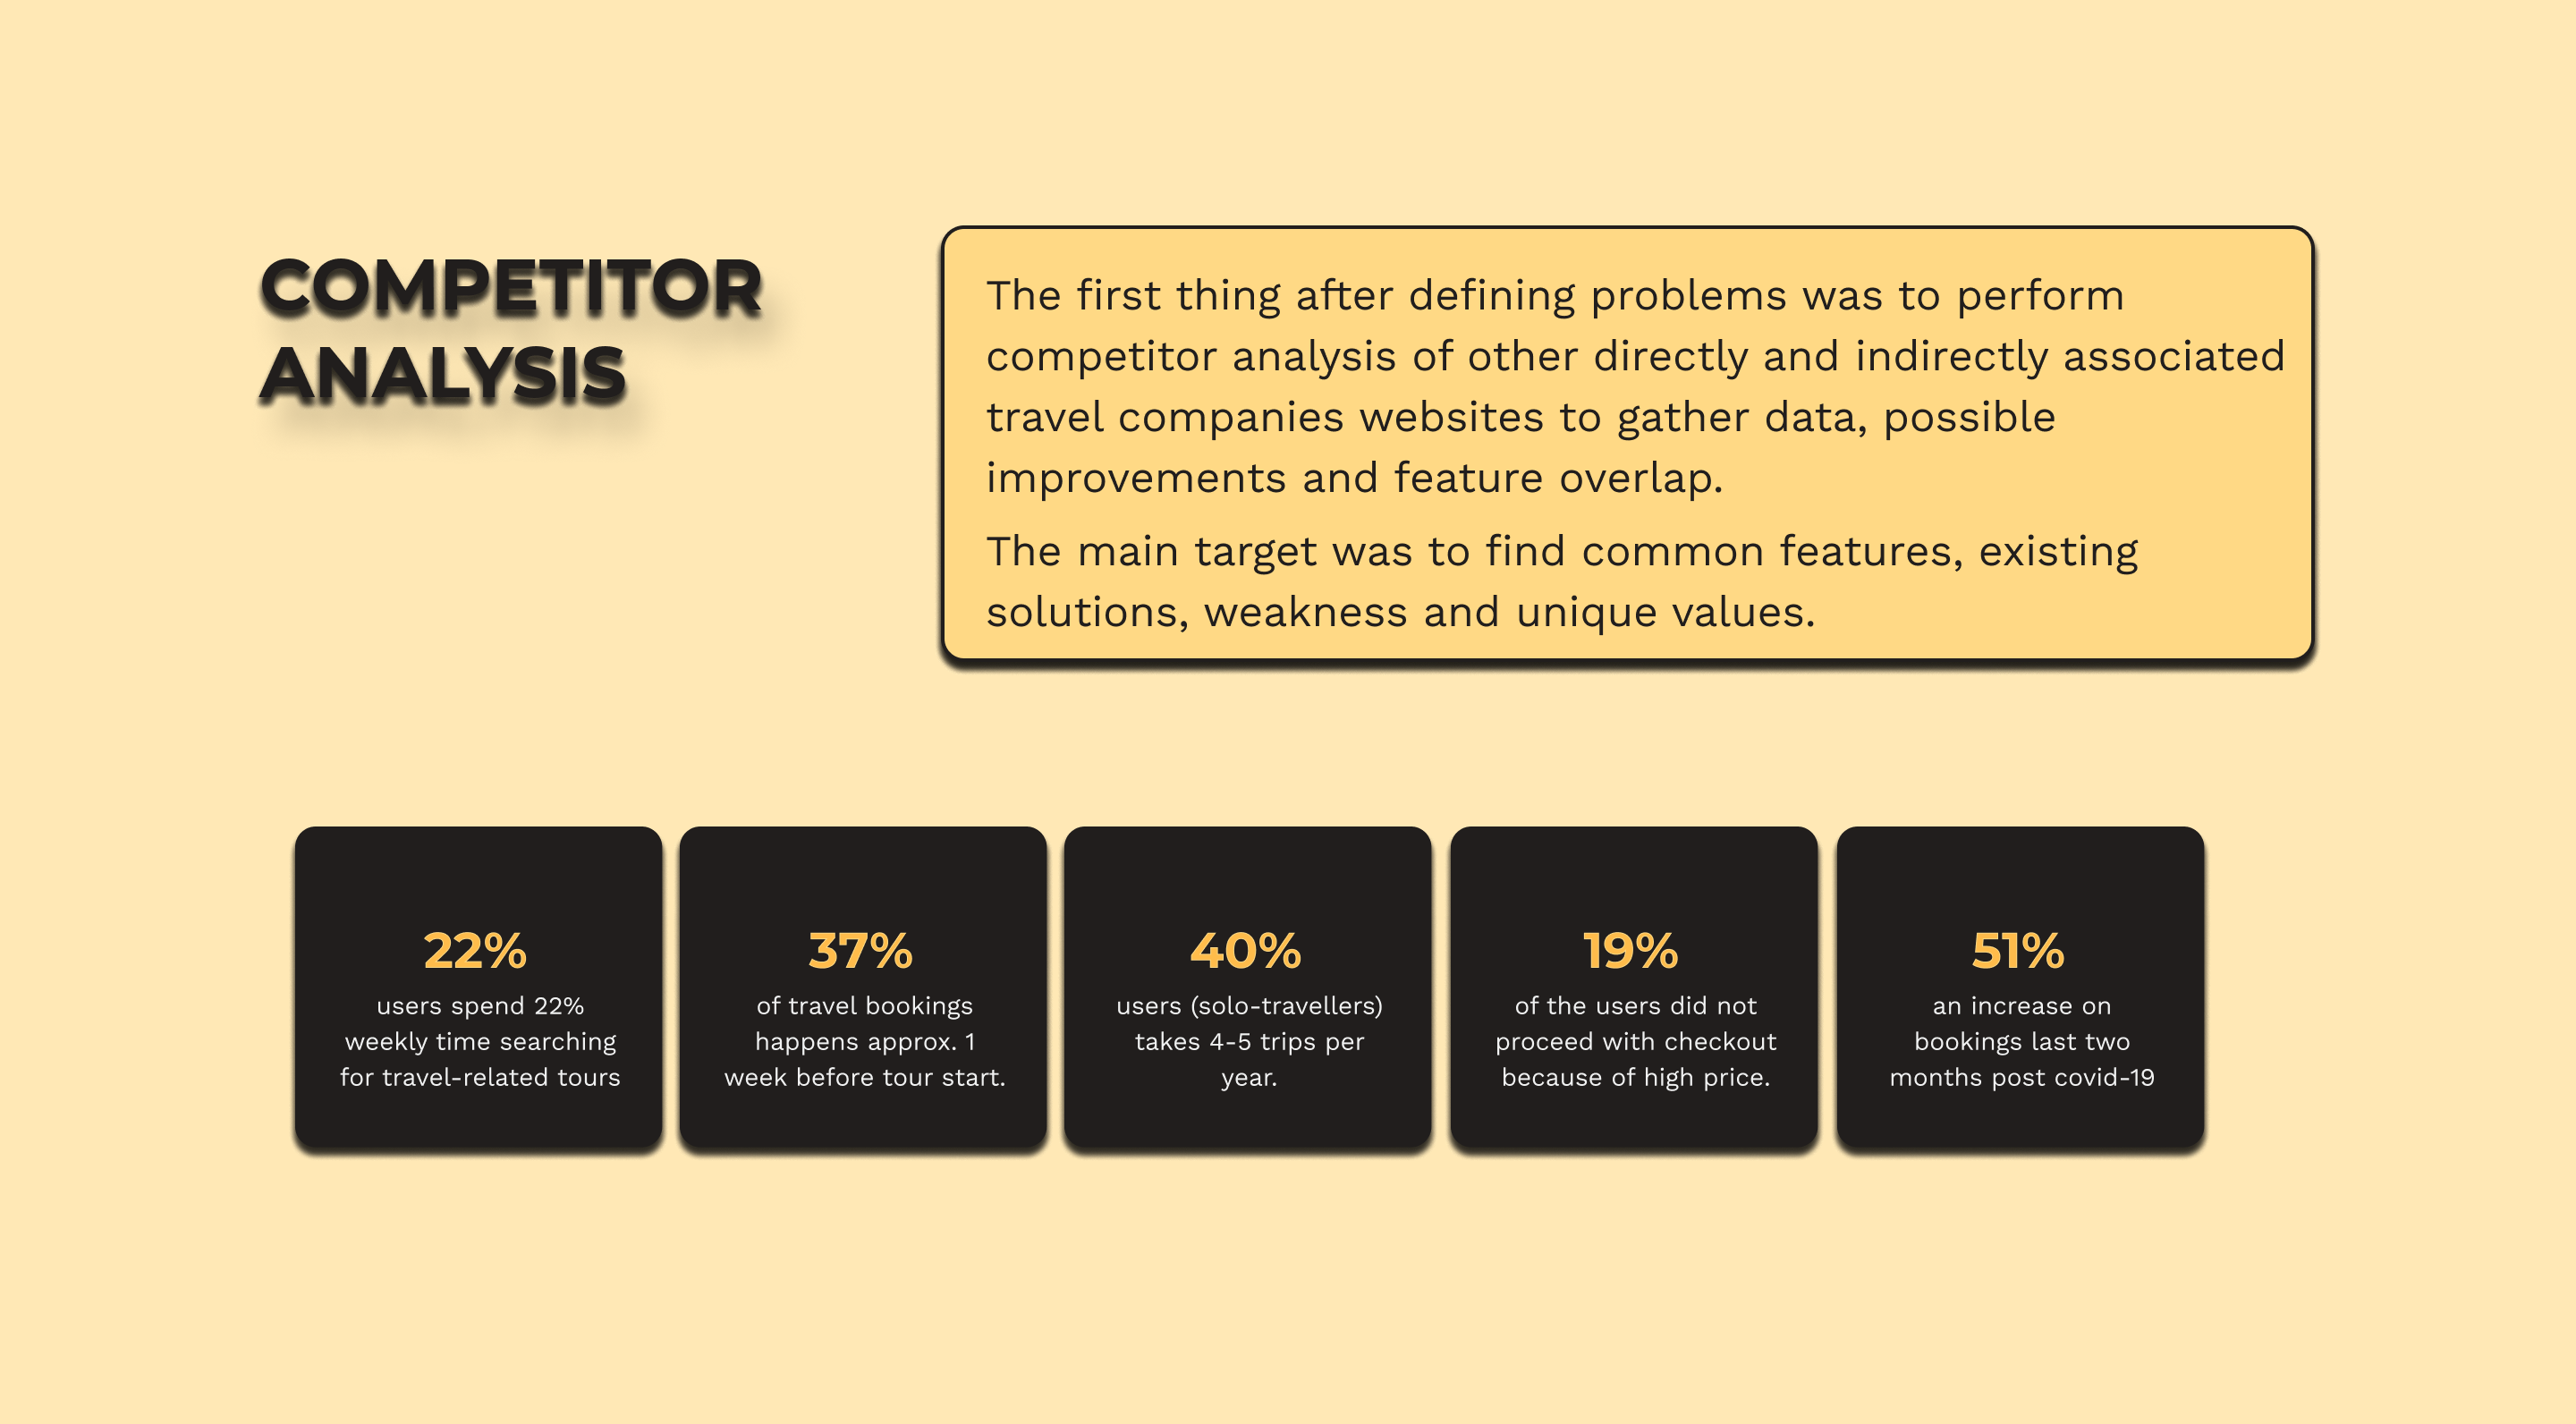 COMPETITOR
ANALYSIS
The first thing after defining problems was to perform
competitor analysis of other directly and indirectly associated
travel companies websites to gather data, possible
improvements and feature overlap.
The main target was to find common features, existing
solutions, weakness and unique values.
22%
users spend 22%
weekly time searching
for travel-related tours
37%
of travel bookings
happens approx. 1
week before tour start.
40%
users (solo-travellers)
takes 4-5 trips per
year.
19%
of the users did not
proceed with checkout
because of high price.
51%
an increase on
bookings last two
months post covid-19